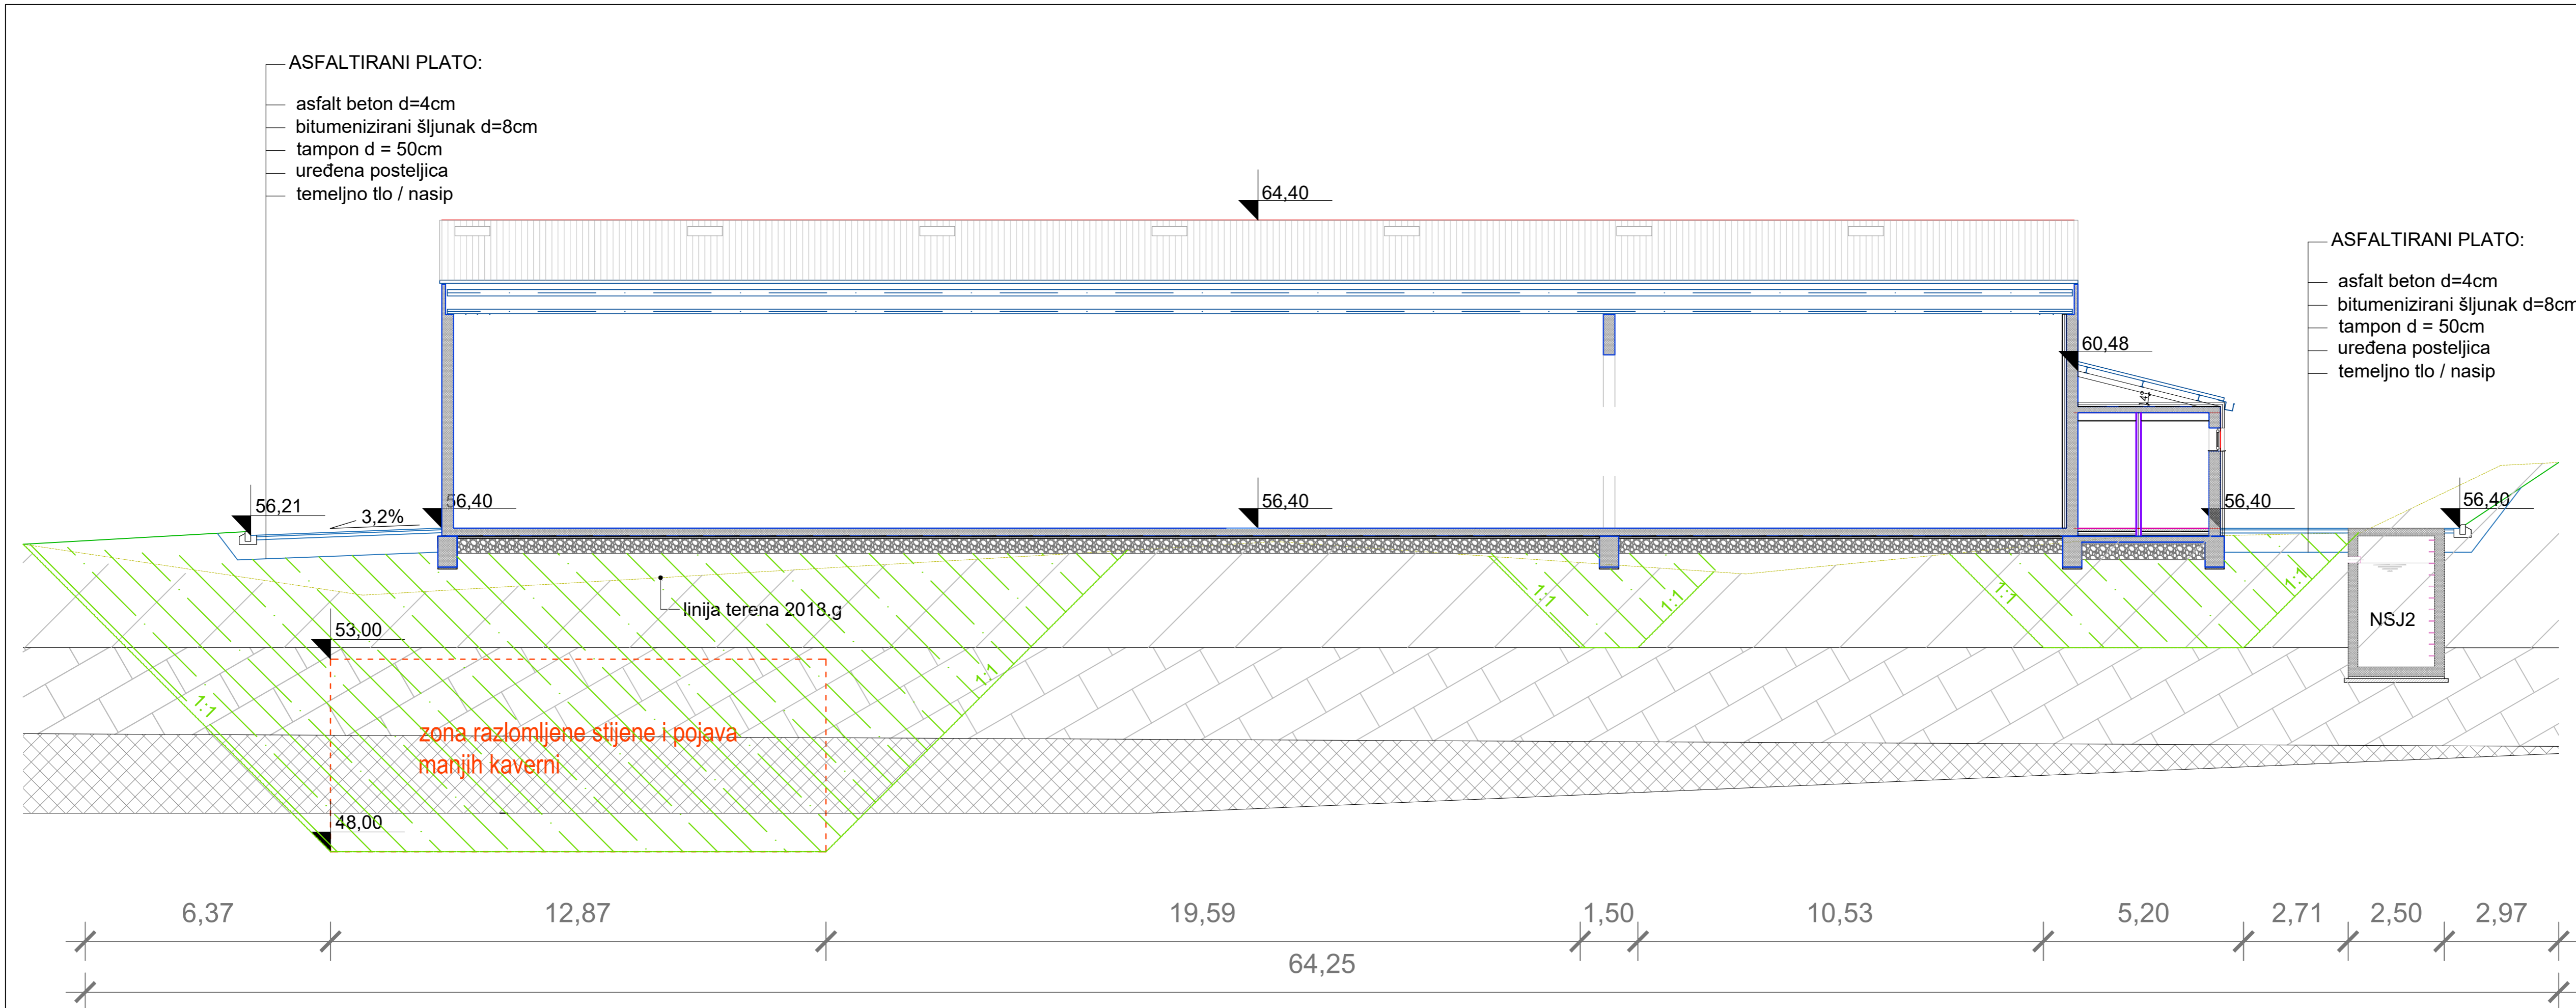 ASFALTIRANI PLATO:
asfalt beton d=4cm
bitumenizirani šljunak d=8cm
tampon d = 50cm
uređena posteljica
temeljno tlo / nasip
64,40
ASFALTIRANI PLATO:
asfalt beton d=4cm
bitumenizirani šljunak d=8cm
tampon d = 50cm
uređena posteljica
temeljno tlo / nasip
60,48
56,21
3,2%
56,40
56,40
56,40
56,40
1:1
1:1
1:1
1:1
linija terena 2018.g
53,00
NSJ2
1:1
1:1
zona razlomljene stijene i pojava
manjih kaverni
48,00
6,37 12,87 19,59 1,50 10,53 5,20 2,71 2,50 2,97
64,25